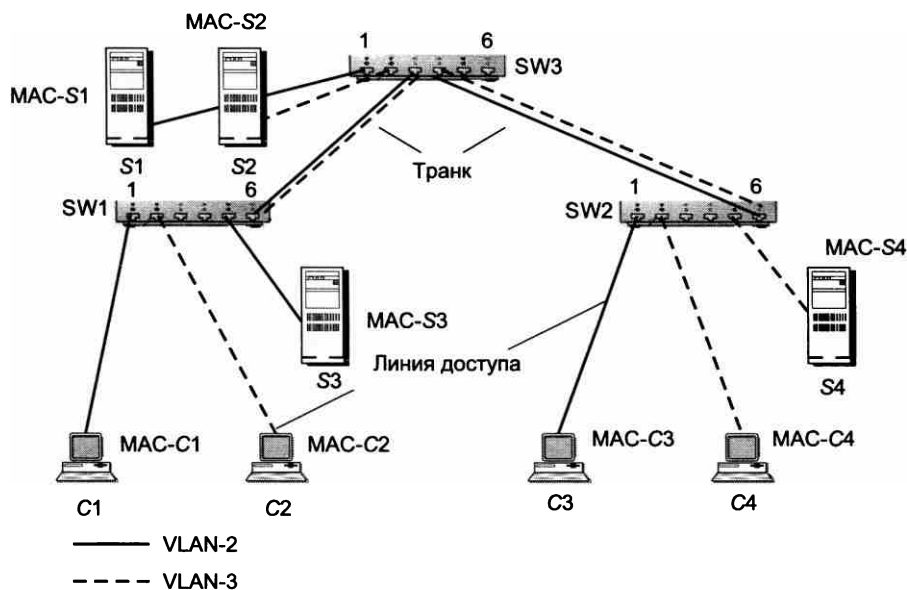 MAC-S2
1
6
SW3
MAC-S1
S1
S2
Транк
1
6
SW1
1
6
SW2
MAC-S4
MAC-S3
S3
Линия доступа
S4
MAC-C1
MAC-C2
MAC-C3
MAC-C4
C1
C2
C3
C4
VLAN-2
VLAN-3